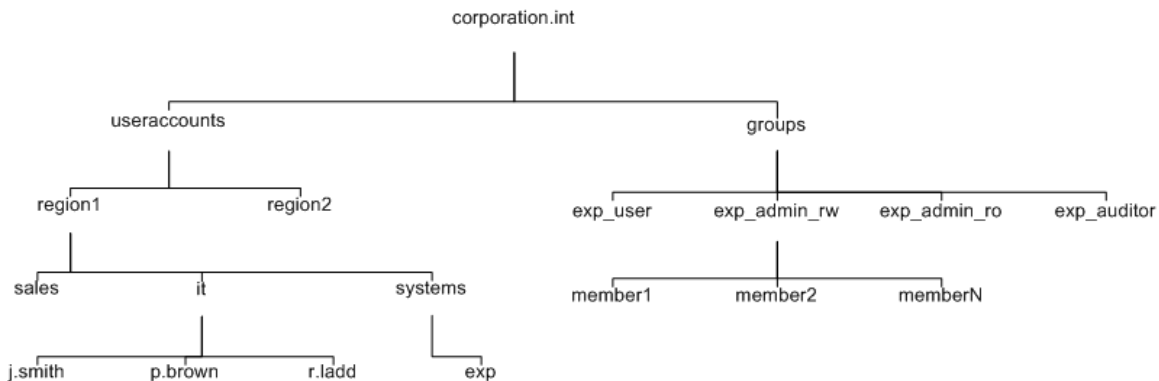 corporation.int
useraccounts
groups
region1
region2
exp_user
exp_admin_rw
exp_admin_ro
exp_auditor
sales
it
systems
member1
member2
memberN
j.smith
p.brown
r.ladd
exp